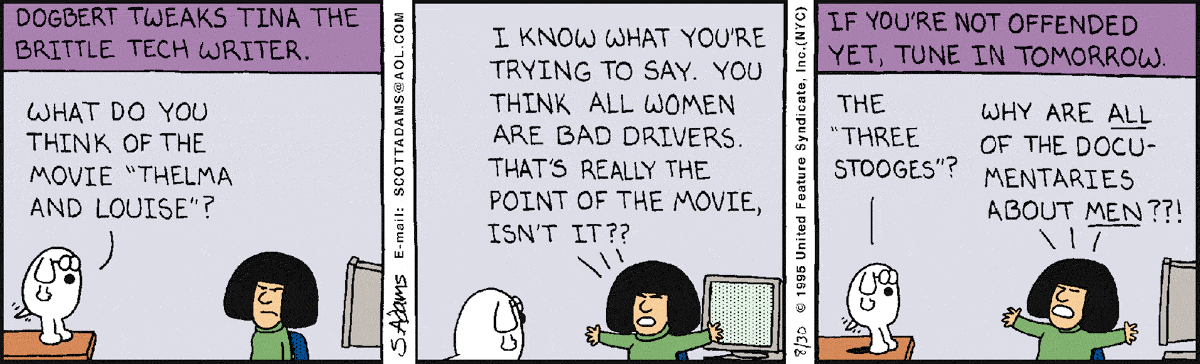 DOGBERT TWEAKS TINA THE
BRITTLE TECH WRITER.
WHAT DO YOU
THINK OF THE
MOVIE "THELMA
AND LOUISE"?
S.Adams E-mail: SCOTTADAMS@AOL.COM
I KNOW WHAT YOU'RE
TRYING TO SAY. YOU
THINK ALL WOMEN
ARE BAD DRIVERS.
THAT'S REALLY THE
POINT OF THE MOVIE,
ISN'T IT??
8/30 © 1995 United Feature Syndicate, Inc.(NYC)
IF YOU'RE NOT OFFENDED
YET, TUNE IN TOMORROW.
THE
"THREE
STOOGES"?
WHY ARE ALL
OF THE DOCU-
MENTARIES
ABOUT MEN??!